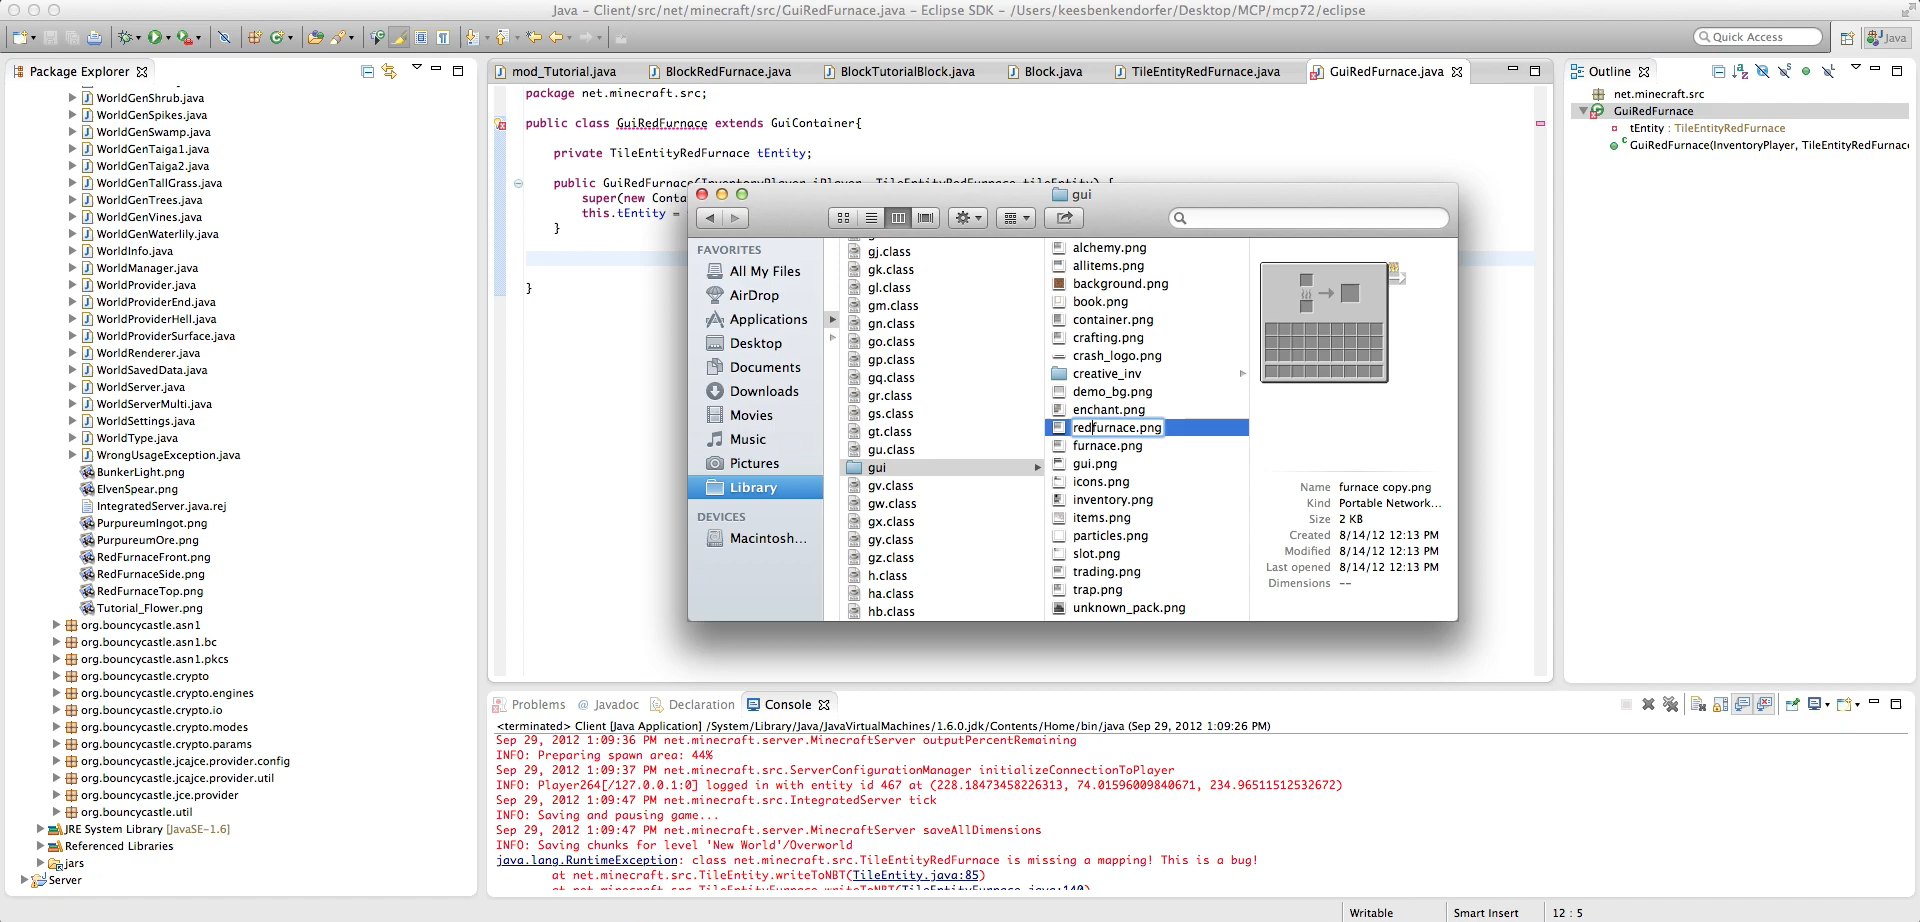 Java – Client/src/net/minecraft/src/GuiRedFurnace.java – Eclipse SDK – /Users/keesbenkendorfer/Desktop/MCP/mcp72/eclipse
Quick Access
Java
Package Explorer
WorldGenShrub.java
WorldGenSpikes.java
WorldGenSwamp.java
WorldGenTaiga1.java
WorldGenTaiga2.java
WorldGenTallGrass.java
WorldGenTrees.java
WorldGenVines.java
WorldGenWaterlily.java
WorldInfo.java
WorldManager.java
WorldProvider.java
WorldProviderEnd.java
WorldProviderHell.java
WorldProviderSurface.java
WorldRenderer.java
WorldSavedData.java
WorldServer.java
WorldServerMulti.java
WorldSettings.java
WorldType.java
WrongUsageException.java
BunkerLight.png
ElvenSpear.png
IntegratedServer.java.rej
PurpureumIngot.png
PurpureumOre.png
RedFurnaceFront.png
RedFurnaceSide.png
RedFurnaceTop.png
Tutorial_Flower.png
org.bouncycastle.asn1
org.bouncycastle.asn1.bc
org.bouncycastle.asn1.pkcs
org.bouncycastle.crypto
org.bouncycastle.crypto.engines
org.bouncycastle.crypto.io
org.bouncycastle.crypto.modes
org.bouncycastle.crypto.params
org.bouncycastle.jcajce.provider.config
org.bouncycastle.jcajce.provider.util
org.bouncycastle.jce.provider
org.bouncycastle.util
JRE System Library [JavaSE-1.6]
Referenced Libraries
jars
Server
mod_Tutorial.java BlockRedFurnace.java BlockTutorialBlock.java Block.java TileEntityRedFurnace.java GuiRedFurnace.java
package net.minecraft.src;
public class GuiRedFurnace extends GuiContainer{
private TileEntityRedFurnace tEntity;
public GuiRedFurnace(InventoryPlayer iPlayer, TileEntityRedFurnace tileEntity) {
super(new Conta
this.tEntity =
}
}
gui
FAVORITES
All My Files
AirDrop
Applications
Desktop
Documents
Downloads
Movies
Music
Pictures
Library
DEVICES
Macintosh...
gj.class
gk.class
gl.class
gm.class
gn.class
go.class
gp.class
gq.class
gr.class
gs.class
gt.class
gu.class
gui
gv.class
gw.class
gx.class
gy.class
gz.class
h.class
ha.class
hb.class
alchemy.png
allitems.png
background.png
book.png
container.png
crafting.png
crash_logo.png
creative_inv
demo_bg.png
enchant.png
redfurnace.png
furnace.png
gui.png
icons.png
inventory.png
items.png
particles.png
slot.png
trading.png
trap.png
unknown_pack.png
Name furnace copy.png
Kind Portable Network...
Size 2 KB
Created 8/14/12 12:13 PM
Modified 8/14/12 12:13 PM
Last opened 8/14/12 12:13 PM
Dimensions --
Outline
net.minecraft.src
GuiRedFurnace
tEntity : TileEntityRedFurnace
GuiRedFurnace(InventoryPlayer, TileEntityRedFurnace
Problems @ Javadoc Declaration Console
<terminated> Client [Java Application] /System/Library/Java/JavaVirtualMachines/1.6.0.jdk/Contents/Home/bin/java (Sep 29, 2012 1:09:26 PM)
Sep 29, 2012 1:09:36 PM net.minecraft.server.MinecraftServer outputPercentRemaining
INFO: Preparing spawn area: 44%
Sep 29, 2012 1:09:37 PM net.minecraft.src.ServerConfigurationManager initializeConnectionToPlayer
INFO: Player264[/127.0.0.1:0] logged in with entity id 467 at (228.18473458226313, 74.01596009840671, 234.96511512532672)
Sep 29, 2012 1:09:47 PM net.minecraft.src.IntegratedServer tick
INFO: Saving and pausing game...
Sep 29, 2012 1:09:47 PM net.minecraft.server.MinecraftServer saveAllDimensions
INFO: Saving chunks for level 'New World'/Overworld
java.lang.RuntimeException: class net.minecraft.src.TileEntityRedFurnace is missing a mapping! This is a bug!
at net.minecraft.src.TileEntity.writeToNBT(TileEntity.java:85)
at net.minecraft.src.TileEntityFurnace.writeToNBT(TileEntityFurnace.java:140)
Writable Smart Insert 12 : 5